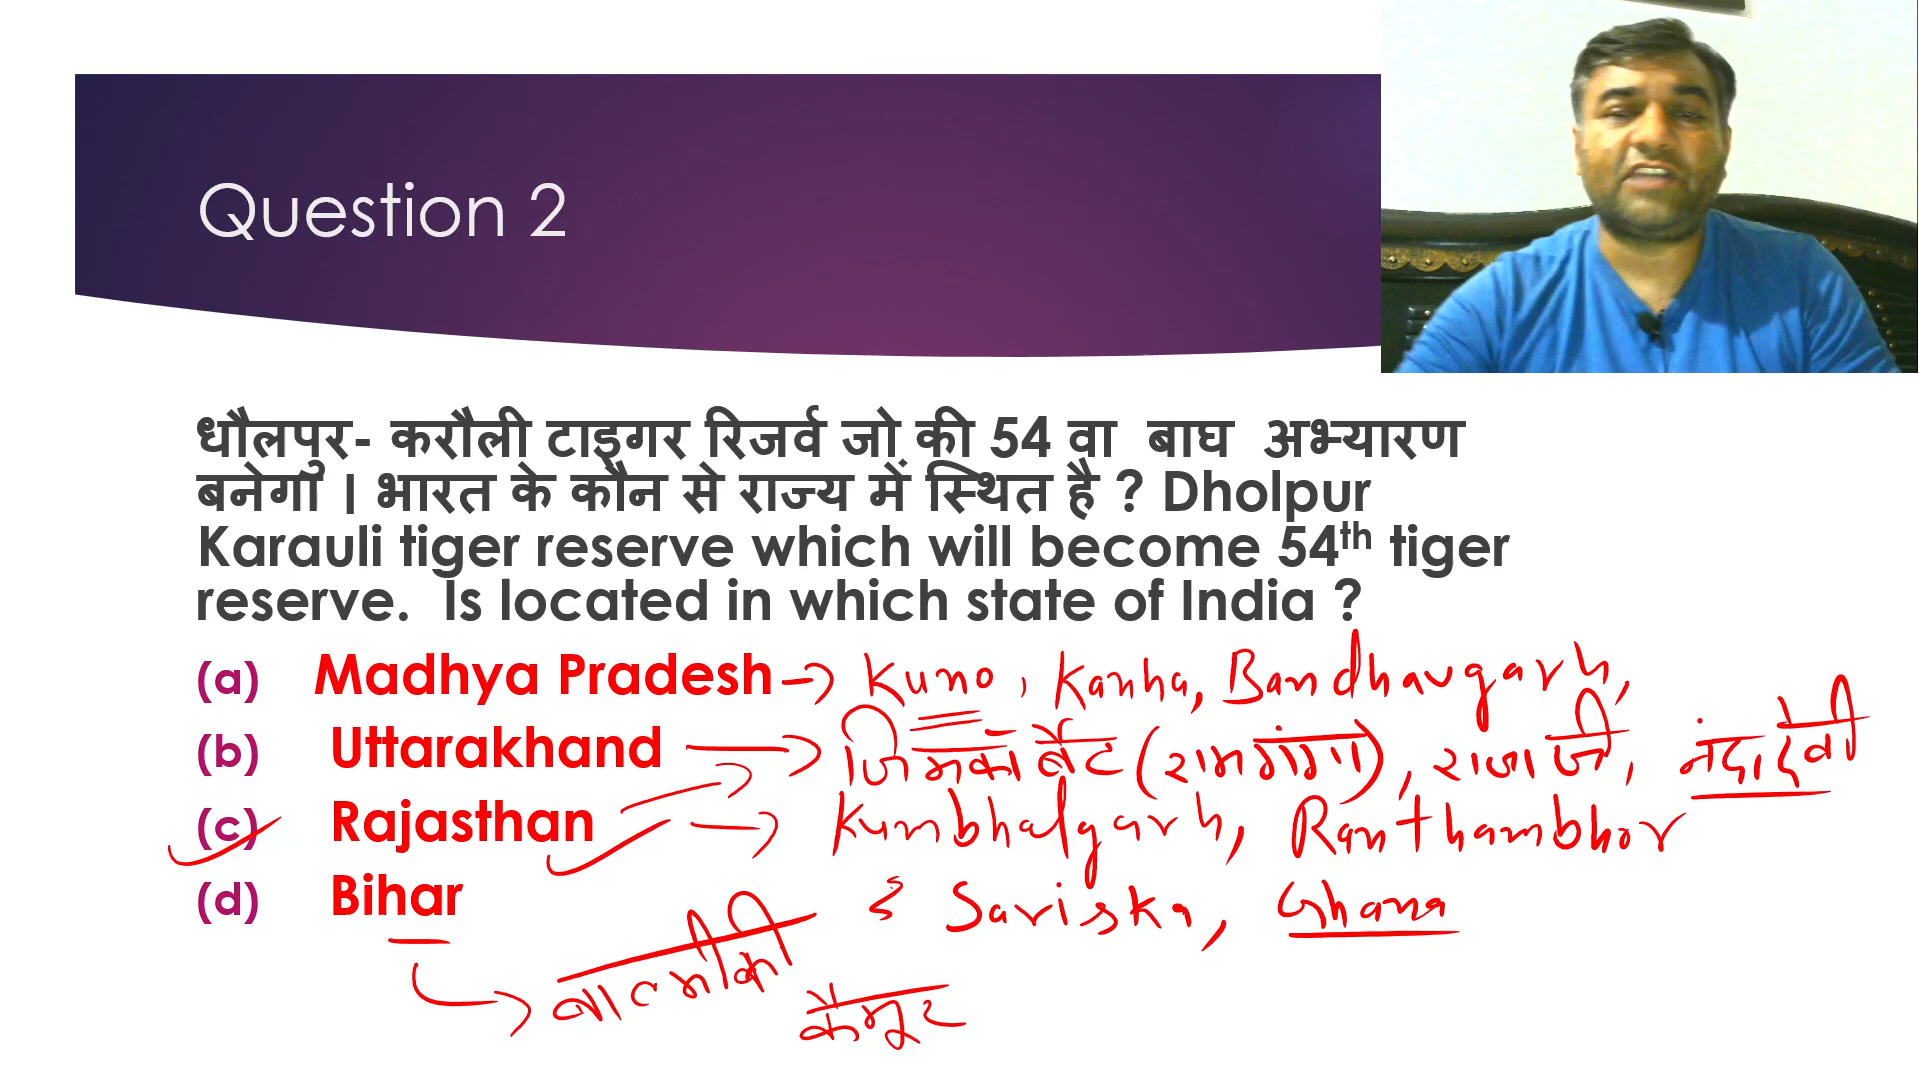 Question 2
धौलपुर- करौली टाइगर रिजर्व जो की 54 वा बाघ अभ्यारण
बनेगा । भारत के कौन से राज्य में स्थित है ? Dholpur
Karauli tiger reserve which will become 54th tiger
reserve. Is located in which state of India ?
(a) Madhya Pradesh → Kuno, Kanha, Bandhavgarh,
(b) Uttarakhand → जिमकॉर्बेट (रामगंगा), राजाजी, नंदादेवी
(c) Rajasthan → Kumbhalgarh, Ranthambhor
(d) Bihar
Sariska, Ghana
→ वाल्मीकी
कैमूर